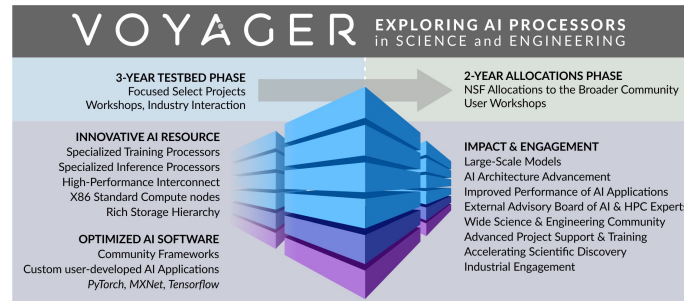 VOYAGER
EXPLORING AI PROCESSORS
in SCIENCE and ENGINEERING
3-YEAR TESTBED PHASE
Focused Select Projects
Workshops, Industry Interaction
2-YEAR ALLOCATIONS PHASE
NSF Allocations to the Broader Community
User Workshops
INNOVATIVE AI RESOURCE
Specialized Training Processors
Specialized Inference Processors
High-Performance Interconnect
X86 Standard Compute nodes
Rich Storage Hierarchy
OPTIMIZED AI SOFTWARE
Community Frameworks
Custom user-developed AI Applications
PyTorch, MXNet, Tensorflow
IMPACT & ENGAGEMENT
Large-Scale Models
AI Architecture Advancement
Improved Performance of AI Applications
External Advisory Board of AI & HPC Experts
Wide Science & Engineering Community
Advanced Project Support & Training
Accelerating Scientific Discovery
Industrial Engagement